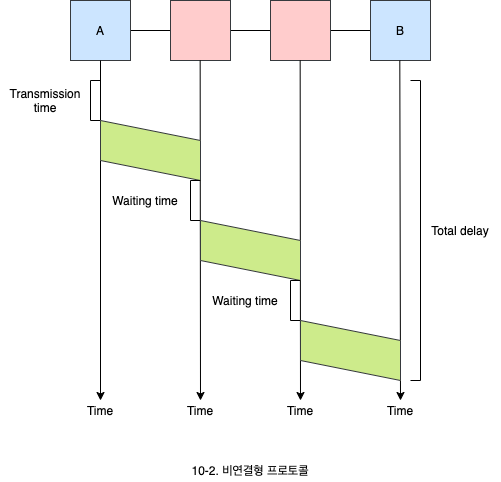 A
B
Transmission
time
Waiting time
Total delay
Waiting time
Time
Time
Time
Time
10-2. 비연결형 프로토콜